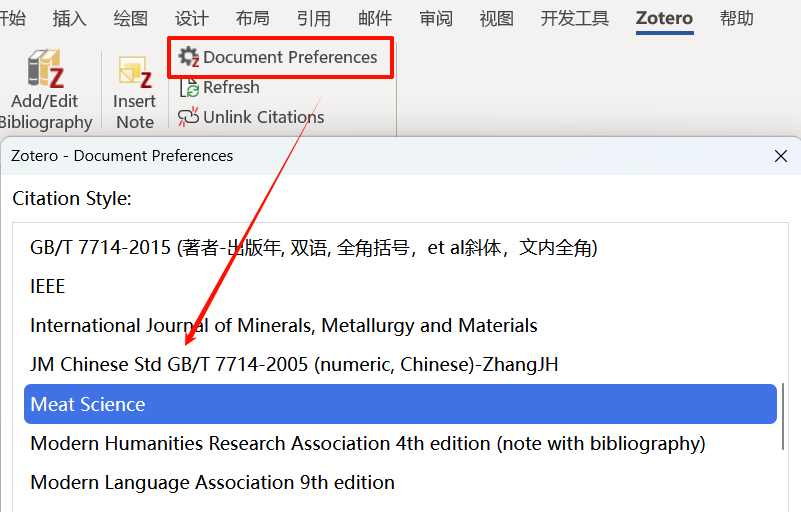 开始 插入 绘图 设计 布局 引用 邮件 审阅 视图 开发工具 Zotero 帮助
Document Preferences
Add/Edit
Bibliography
Insert
Note
Refresh
Unlink Citations
Zotero - Document Preferences
Citation Style:
GB/T 7714-2015 (著者-出版年, 双语, 全角括号，et al斜体，文内全角)
IEEE
International Journal of Minerals, Metallurgy and Materials
JM Chinese Std GB/T 7714-2005 (numeric, Chinese)-ZhangJH
Meat Science
Modern Humanities Research Association 4th edition (note with bibliography)
Modern Language Association 9th edition